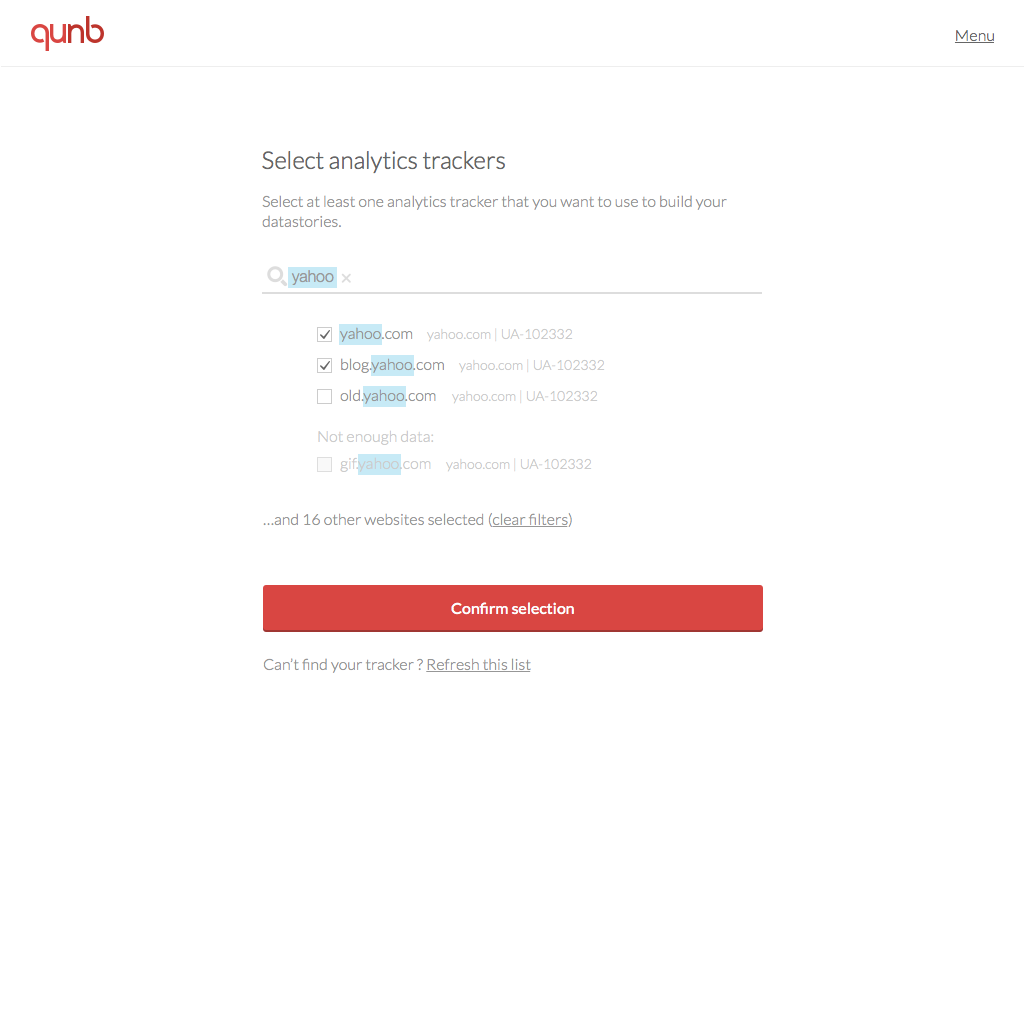 qunb
Menu
Select analytics trackers
Select at least one analytics tracker that you want to use to build your
datastories.
yahoo ×
yahoo.com yahoo.com | UA-102332
blog.yahoo.com yahoo.com | UA-102332
old.yahoo.com yahoo.com | UA-102332
Not enough data:
gif.yahoo.com yahoo.com | UA-102332
...and 16 other websites selected (clear filters)
Confirm selection
Can't find your tracker ? Refresh this list